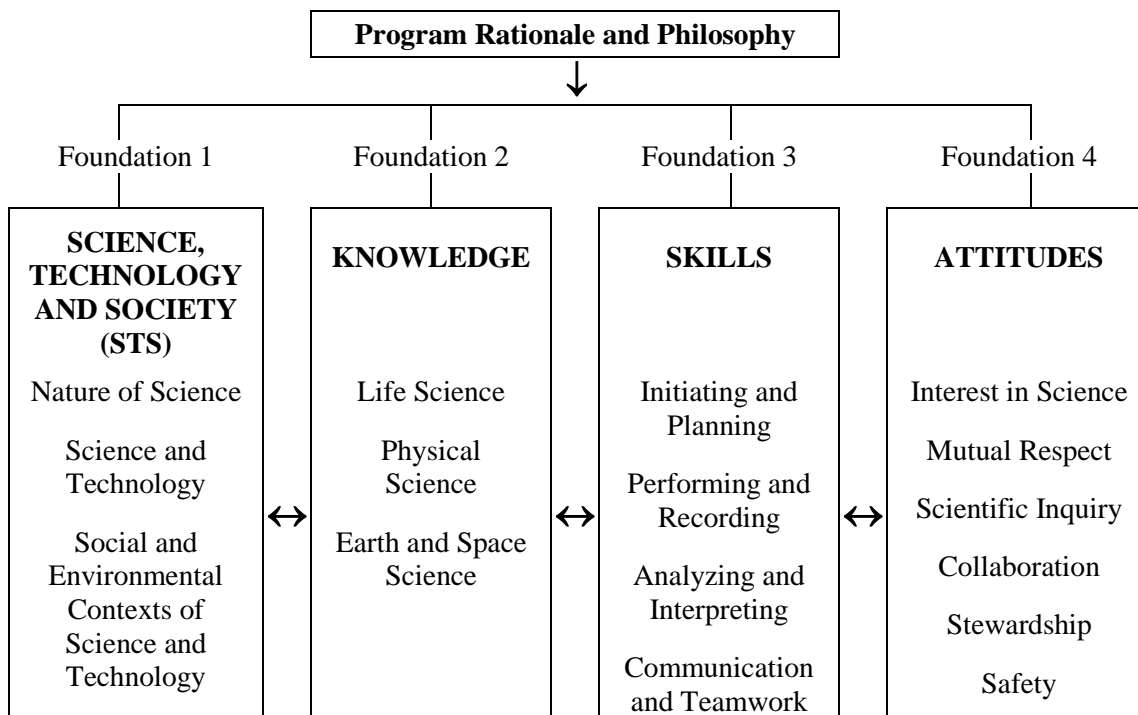 Program Rationale and Philosophy
Foundation 1
Foundation 2
Foundation 3
Foundation 4
SCIENCE,
TECHNOLOGY
AND SOCIETY
(STS)
Nature of Science
Science and
Technology
Social and
Environmental
Contexts of
Science and
Technology
KNOWLEDGE
Life Science
Physical
Science
Earth and Space
Science
SKILLS
Initiating and
Planning
Performing and
Recording
Analyzing and
Interpreting
Communication
and Teamwork
ATTITUDES
Interest in Science
Mutual Respect
Scientific Inquiry
Collaboration
Stewardship
Safety